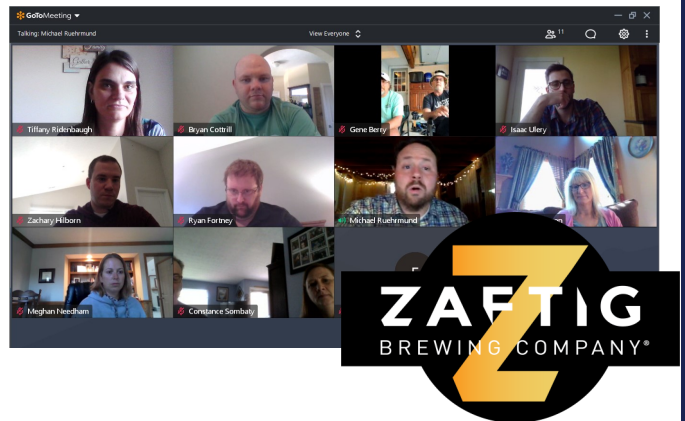 GoToMeeting
Talking: Michael Ruehrmund
View Everyone
11
Tiffany Ridenbaugh
Bryan Cottrill
Gene Berry
Isaac Ulery
Zachary Hilborn
Ryan Fortney
Michael Ruehrmund
Meghan Needham
Constance Sombaty
ZAFTIG
BREWING COMPANY®